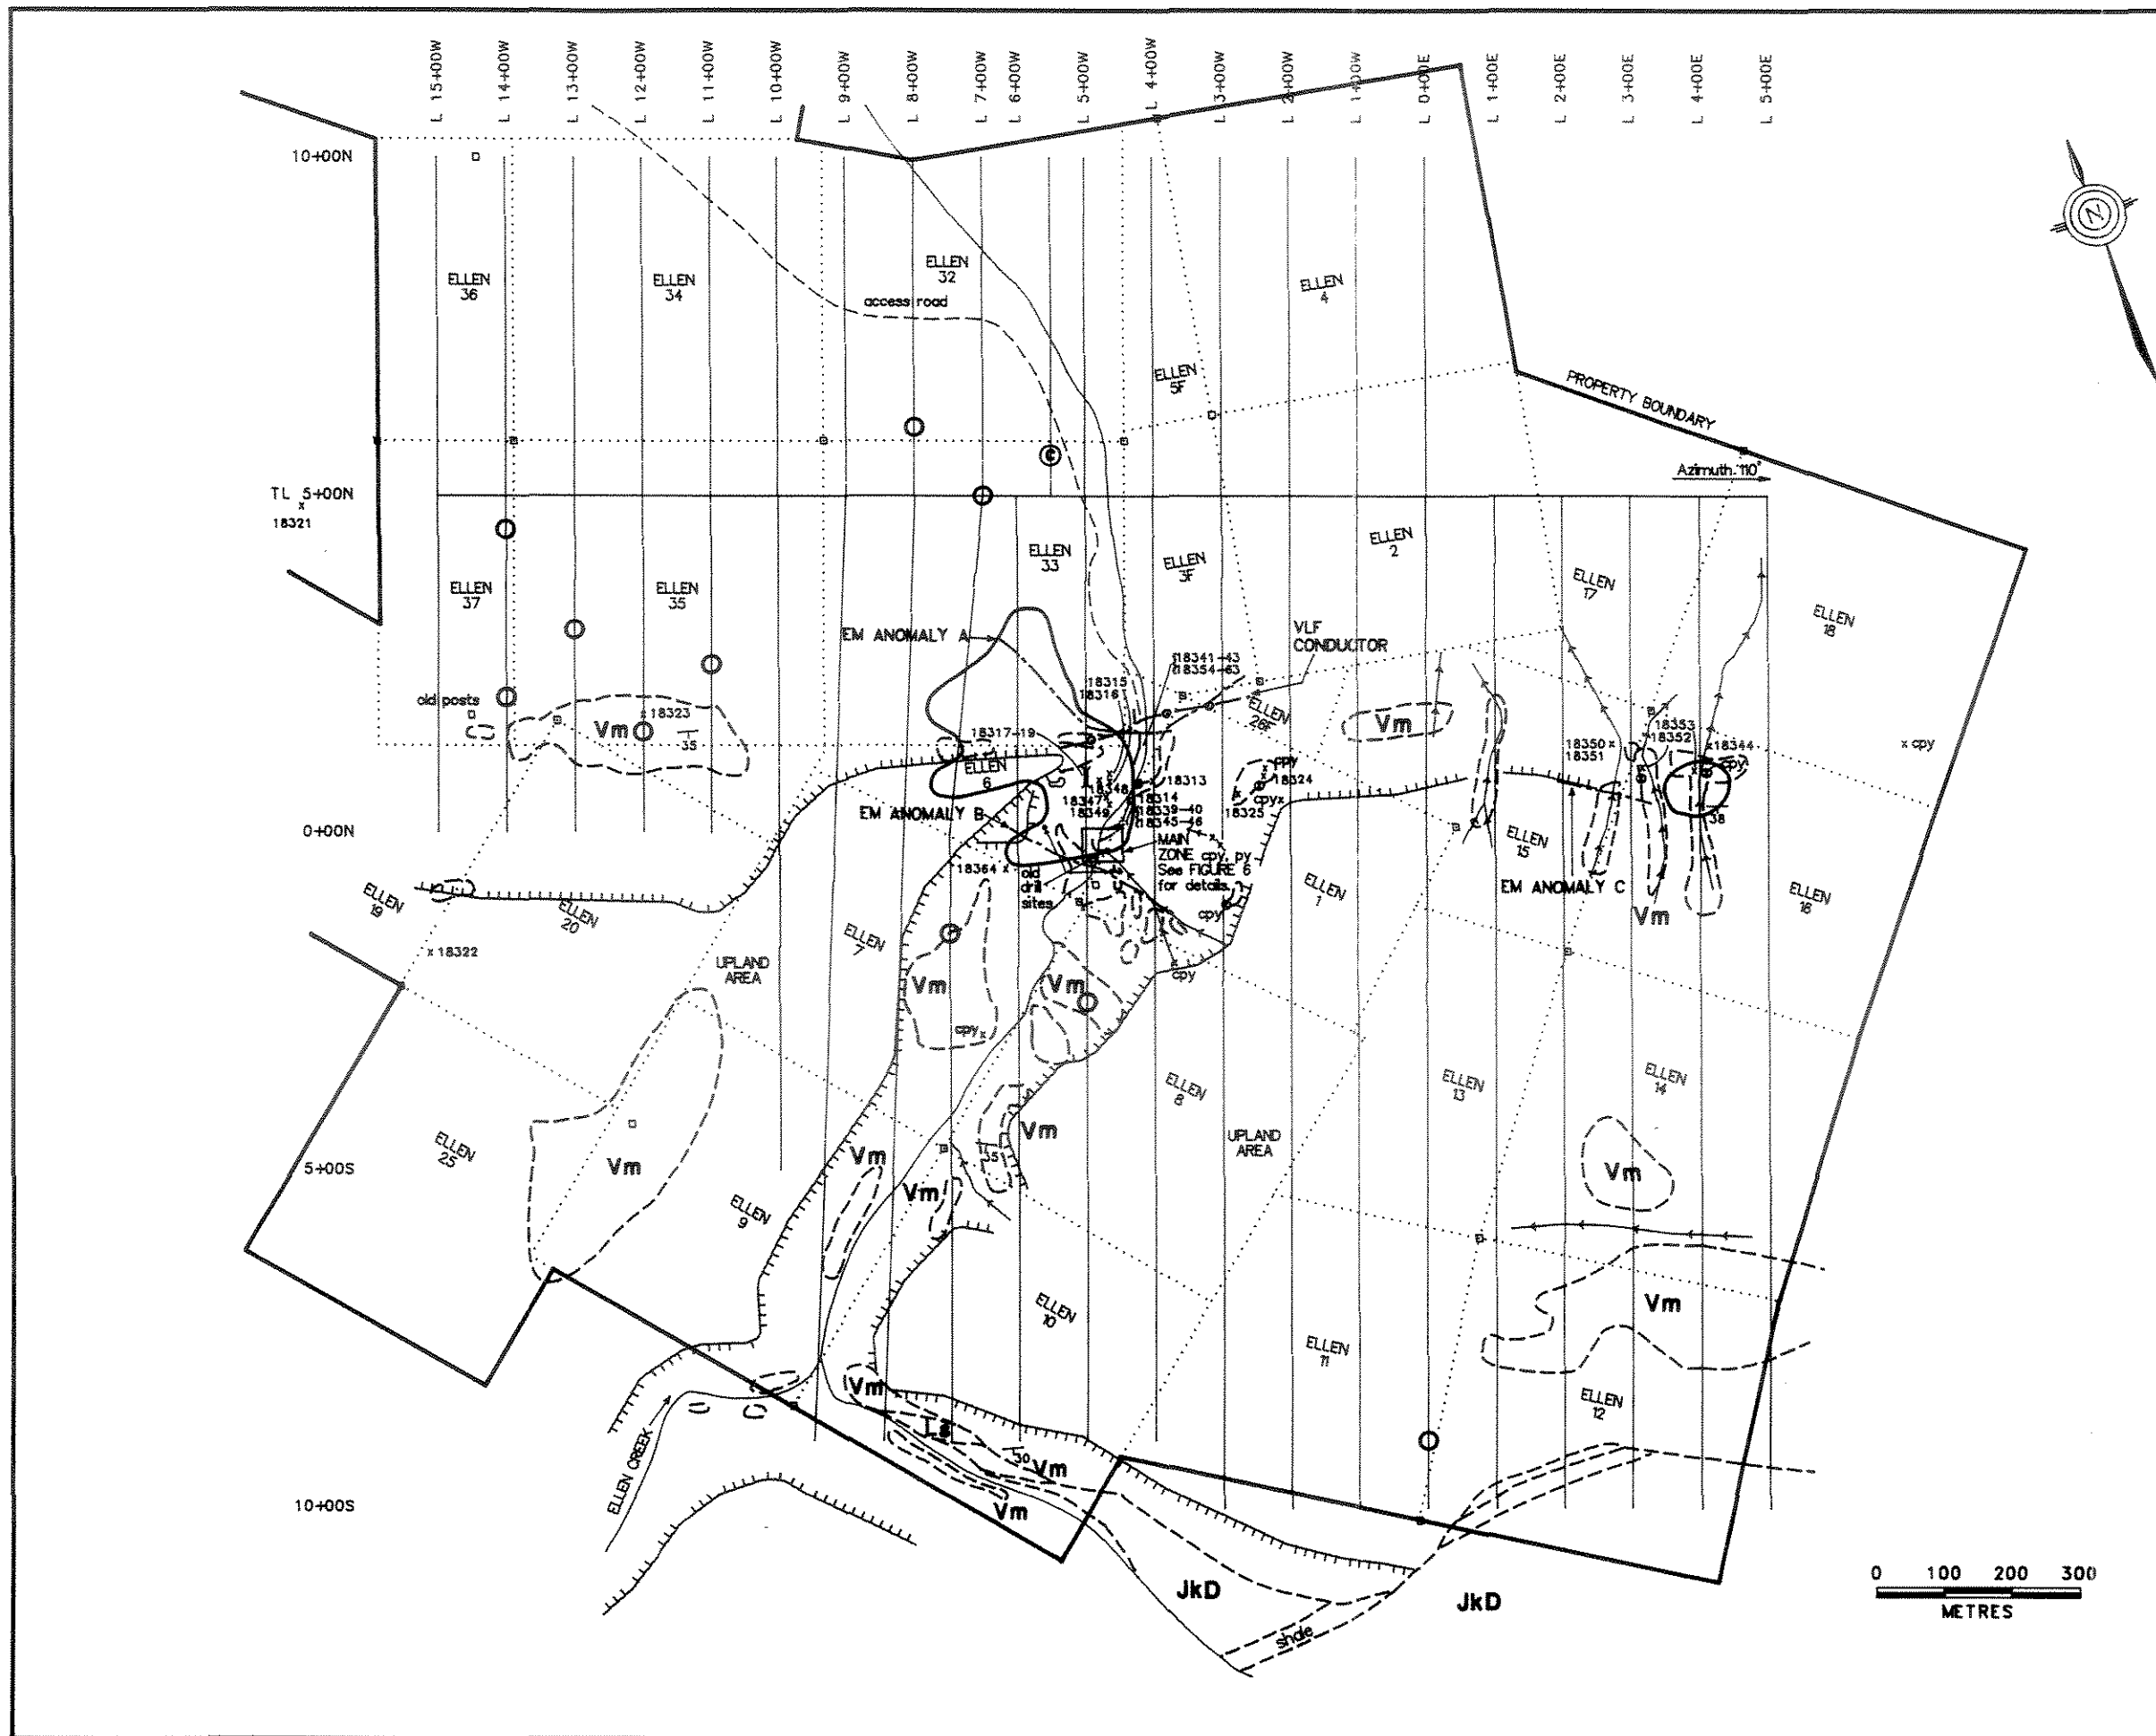 L 15+00W
L 14+00W
L 13+00W
L 12+00W
L 11+00W
L 10+00W
L 9+00W
L 8+00W
L 7+00W
L 6+00W
L 5+00W
L 4+00W
L 3+00W
L 2+00W
L 1+00W
L 0+00E
L 1+00E
L 2+00E
L 3+00E
L 4+00E
L 5+00E
10+00N
N
ELLEN
36
ELLEN
34
ELLEN
32
access road
ELLEN
4
ELLEN
5F
PROPERTY BOUNDARY
Azimuth 110°
TL 5+00N
18321
ELLEN
37
ELLEN
35
ELLEN
33
ELLEN
3F
ELLEN
2
ELLEN
17
ELLEN
18
EM ANOMALY A
VLF
CONDUCTOR
18341-43
18354-63
18315
18316
old posts
Vm
18323
35
18317-19
ELLEN
26F
Vm
18353
18352
18350
18351
18344
cpy
cpy
ELLEN
6
18313
18348
18347
18349
18314
18339-40
18345-46
cpy
18324
cpy
18325
EM ANOMALY B
38
0+00N
MAIN
ZONE cpy, py
See FIGURE 6
for details.
18364
old
drill
sites
ELLEN
15
EM ANOMALY C
Vm
ELLEN
16
ELLEN
19
ELLEN
20
ELLEN
7
ELLEN
1
cpy
18322
UPLAND
AREA
Vm
Vm
cpy
cpy
ELLEN
8
ELLEN
13
ELLEN
14
ELLEN
25
Vm
Vm
35
UPLAND
AREA
Vm
5+00S
Vm
Vm
ELLEN
9
ELLEN
10
Vm
ELLEN
11
Vm
ELLEN
12
Ls
30
Vm
Vm
ELLEN CREEK
10+00S
JkD
JkD
shale
0 100 200 300
METRES